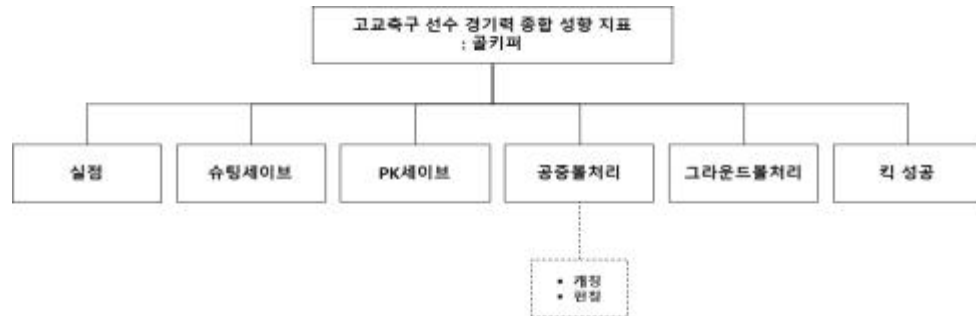 고교축구 선수 경기력 종합 성향 지표
: 골키퍼
실점
슈팅세이브
PK세이브
공중볼처리
그라운드볼처리
킥 성공
• 캐칭
• 펀칭